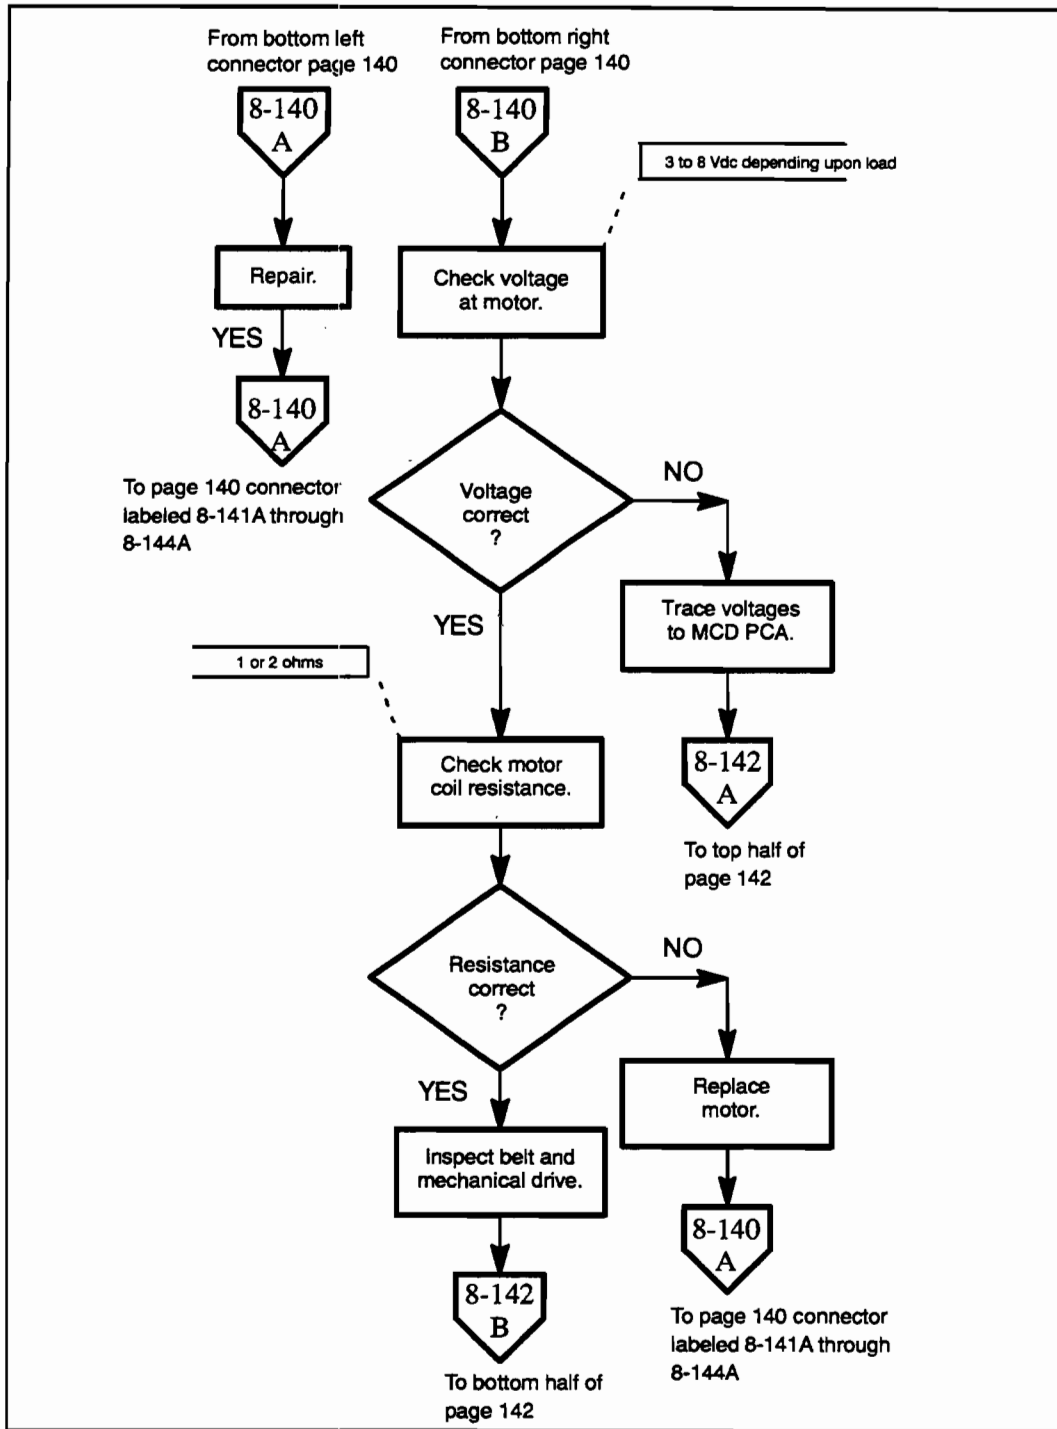 From bottom left
connector page 140
8-140
A
Repair.
YES
8-140
A
To page 140 connector
labeled 8-141A through
8-144A
From bottom right
connector page 140
8-140
B
3 to 8 Vdc depending upon load
Check voltage
at motor.
Voltage
correct
?
NO
Trace voltages
to MCD PCA.
8-142
A
To top half of
page 142
YES
1 or 2 ohms
Check motor
coil resistance.
Resistance
correct
?
NO
Replace
motor.
8-140
A
To page 140 connector
labeled 8-141A through
8-144A
YES
Inspect belt and
mechanical drive.
8-142
B
To bottom half of
page 142